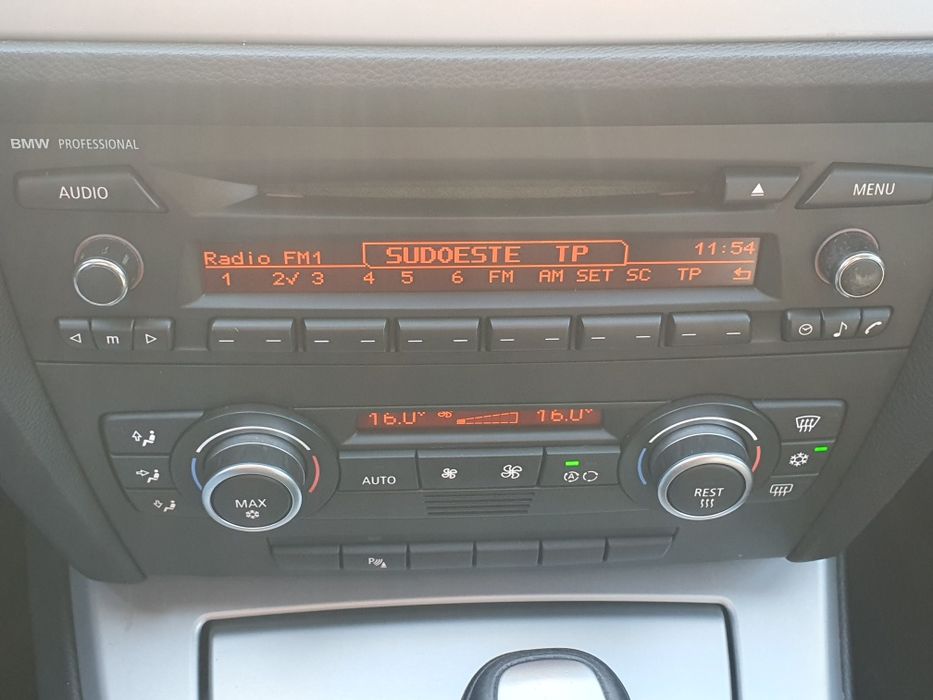 BMW PROFESSIONAL
AUDIO
MENU
Radio FM1 SUDOESTE TP 11:54
1 2√ 3 4 5 6 FM AM SET SC TP
m
16.0° 16.0°
AUTO
A
MAX
REST
P